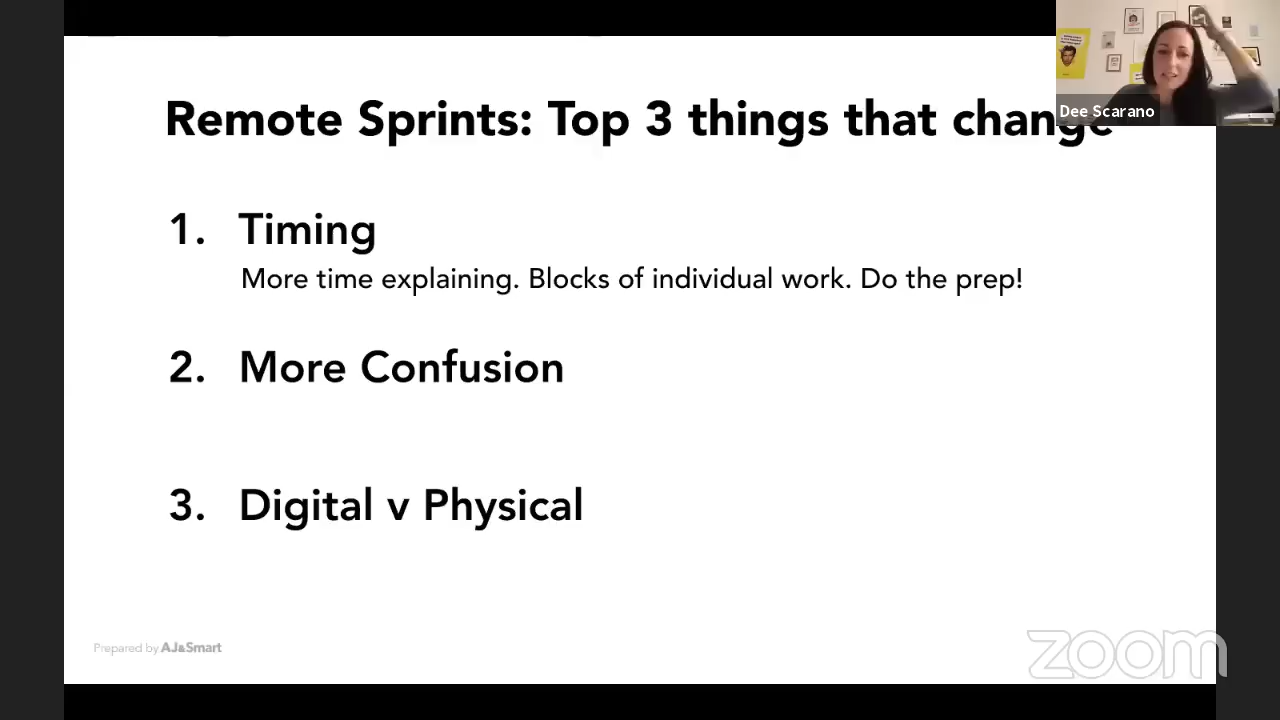 Remote Sprints: Top 3 things that change
Dee Scarano
1. Timing
More time explaining. Blocks of individual work. Do the prep!
2. More Confusion
3. Digital v Physical
Prepared by AJ&Smart
zoom